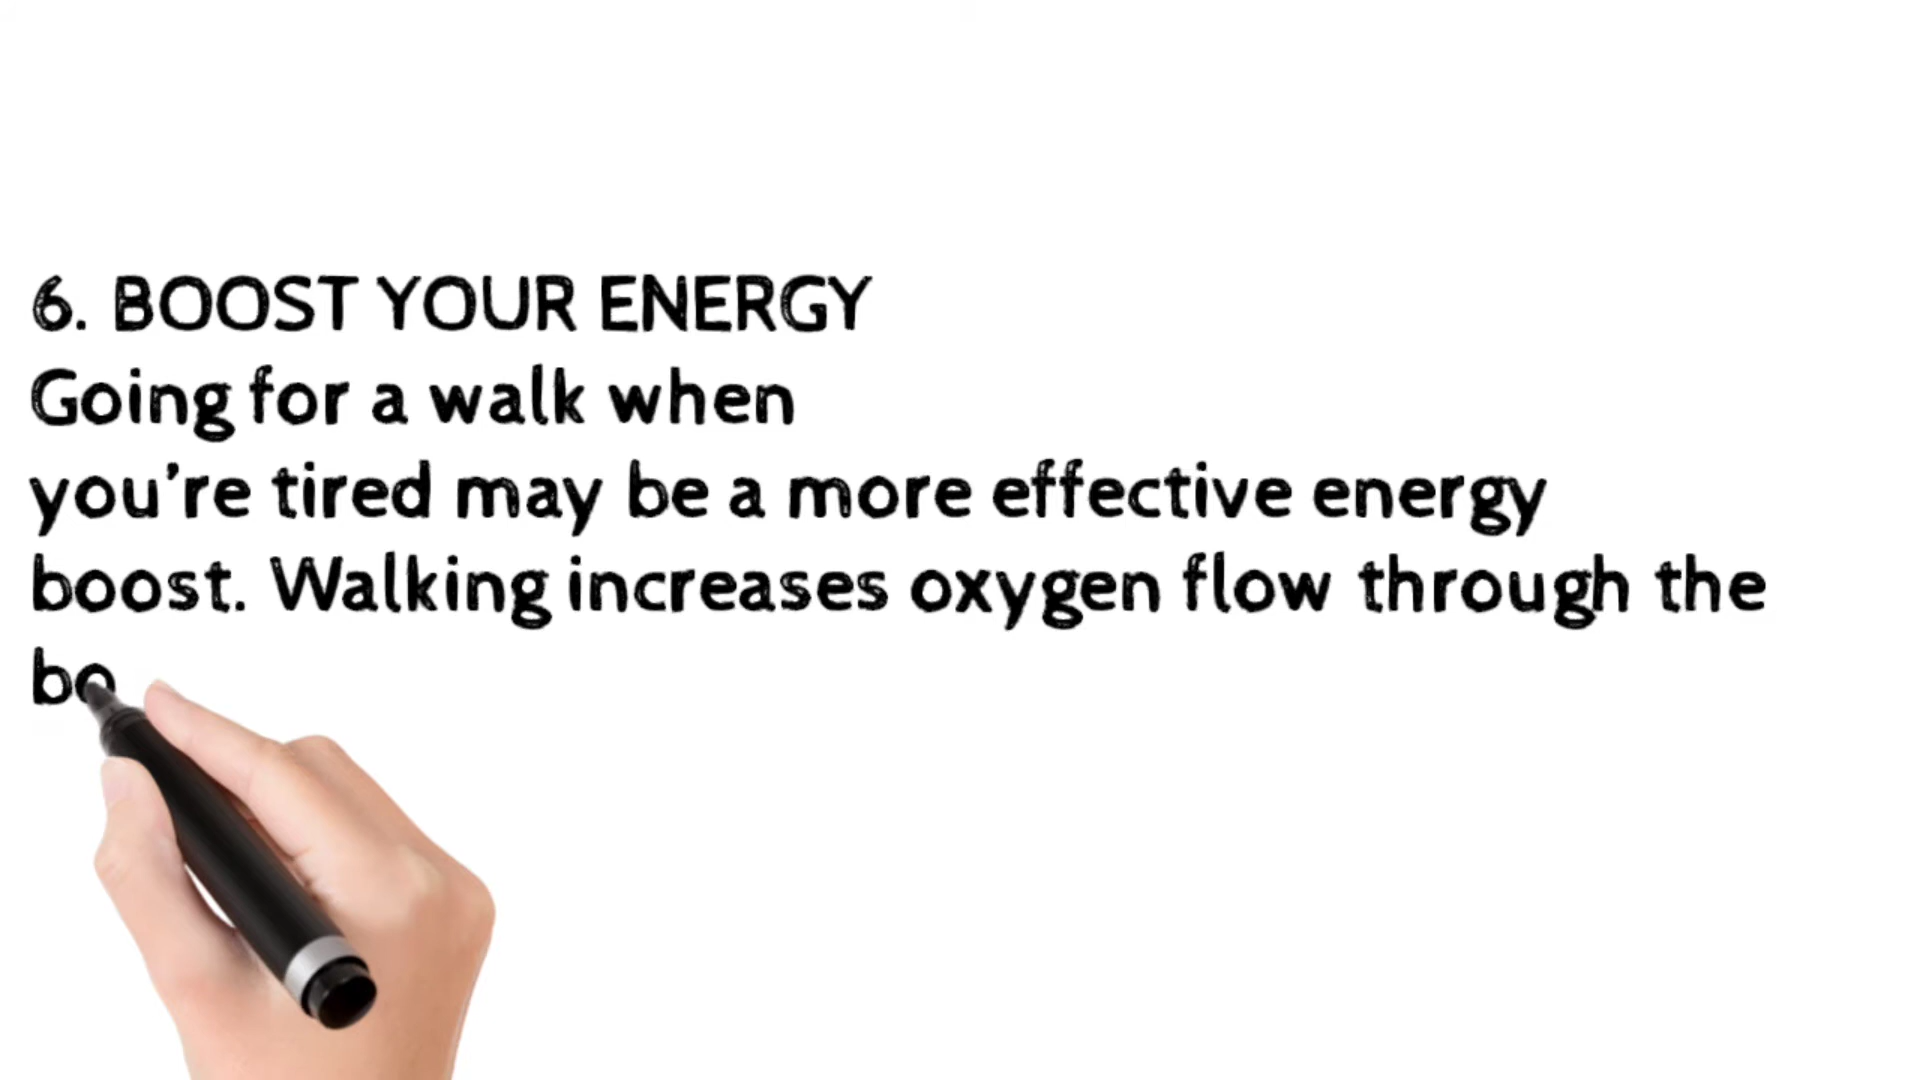 6. BOOST YOUR ENERGY
Going for a walk when
you're tired may be a more effective energy
boost. Walking increases oxygen flow through the
bo